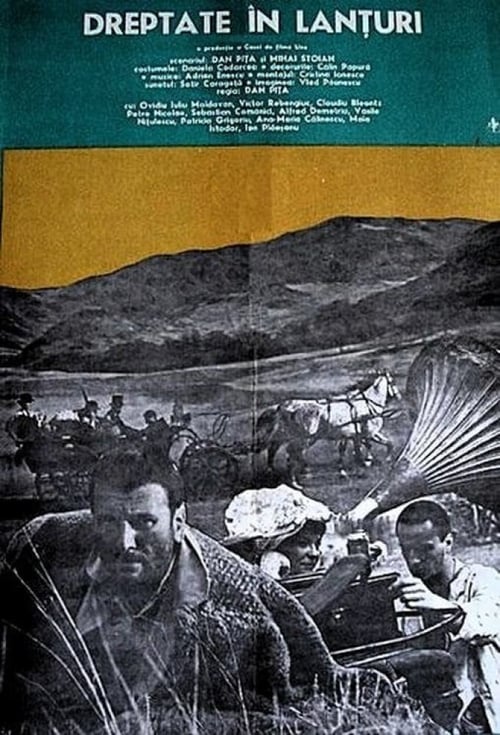 DREPTATE ÎN LANȚURI
o producție a Casei de filme Unu
scenariul: DAN PIȚA și MIHAI STOIAN
costumele: Daniela Codarcea • decorurile: Călin Papură
• muzica: Adrian Enescu • montajul: Cristina Ionescu
sunetul: Sotir Caragață • imaginea: Vlad Păunescu
regia: DAN PIȚA
cu: Ovidiu Iuliu Moldovan, Victor Rebengiuc, Claudiu Bleonț
Petre Nicolae, Sebastian Comănici, Alfred Demetriu, Vasile
Nițulescu, Patricia Grigoriu, Ana-Maria Călinescu, Maia
Istodor, Ion Pîdeșanu